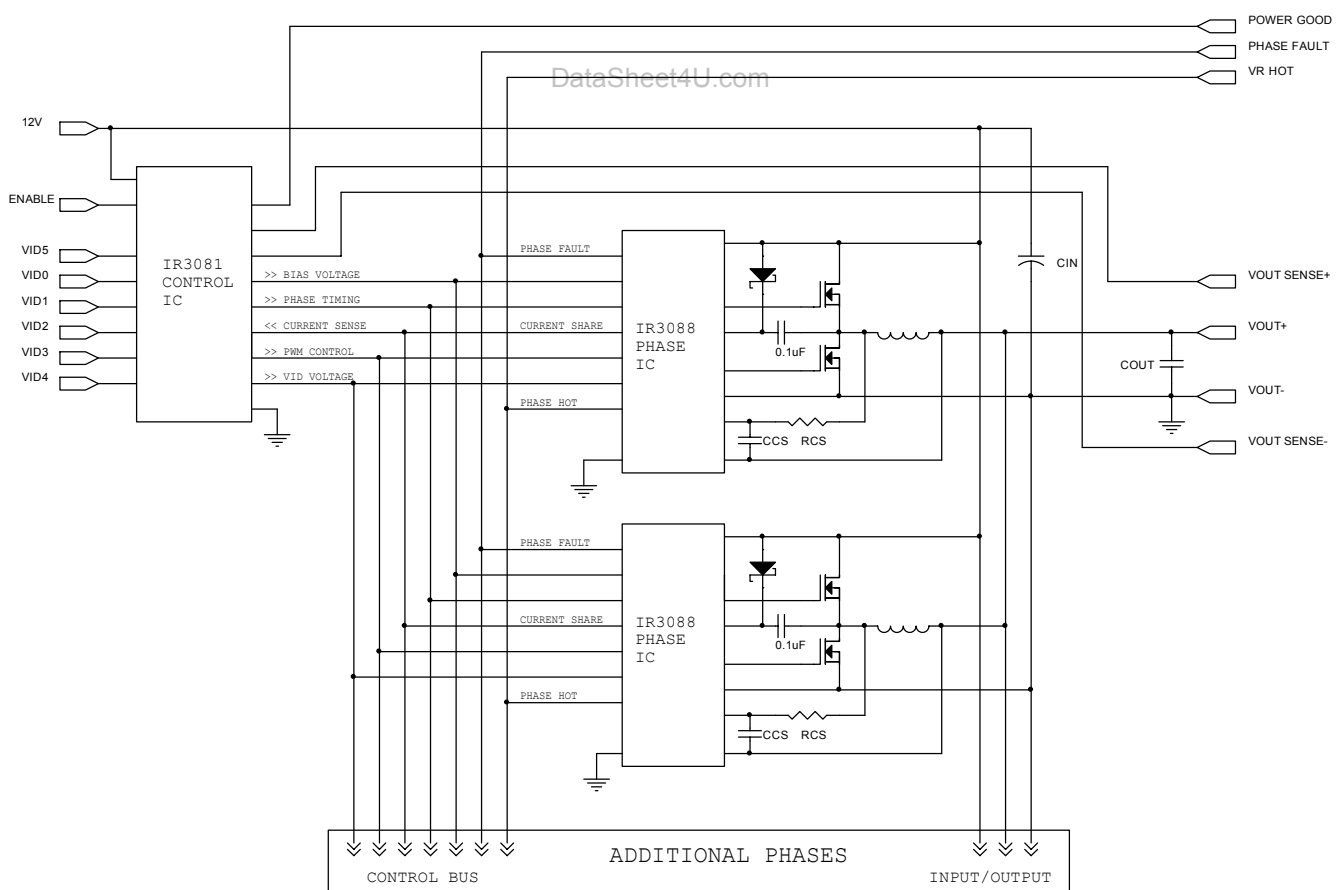 POWER GOOD
PHASE FAULT
VR HOT
DataSheet4U.com
12V
ENABLE
VID5
VID0
VID1
VID2
VID3
VID4
IR3081
CONTROL
IC
>> BIAS VOLTAGE
>> PHASE TIMING
<< CURRENT SENSE
>> PWM CONTROL
>> VID VOLTAGE
PHASE FAULT
CURRENT SHARE
PHASE HOT
IR3088
PHASE
IC
0.1uF
CCS RCS
CIN
COUT
VOUT SENSE+
VOUT+
VOUT-
VOUT SENSE-
PHASE FAULT
CURRENT SHARE
PHASE HOT
IR3088
PHASE
IC
0.1uF
CCS RCS
ADDITIONAL PHASES
CONTROL BUS
INPUT/OUTPUT